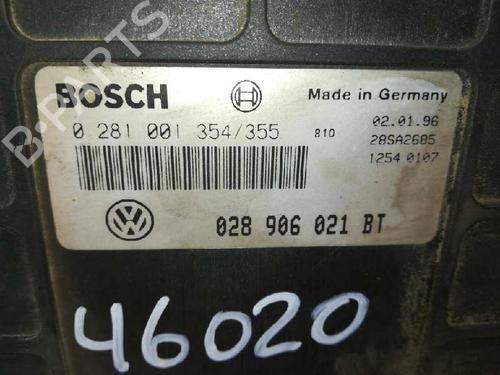 B-PARTS
BOSCH
Made in Germany
0 281 001 354/355 810
02.01.96
28SA2685
1254 0107
028 906 021 BT
46020